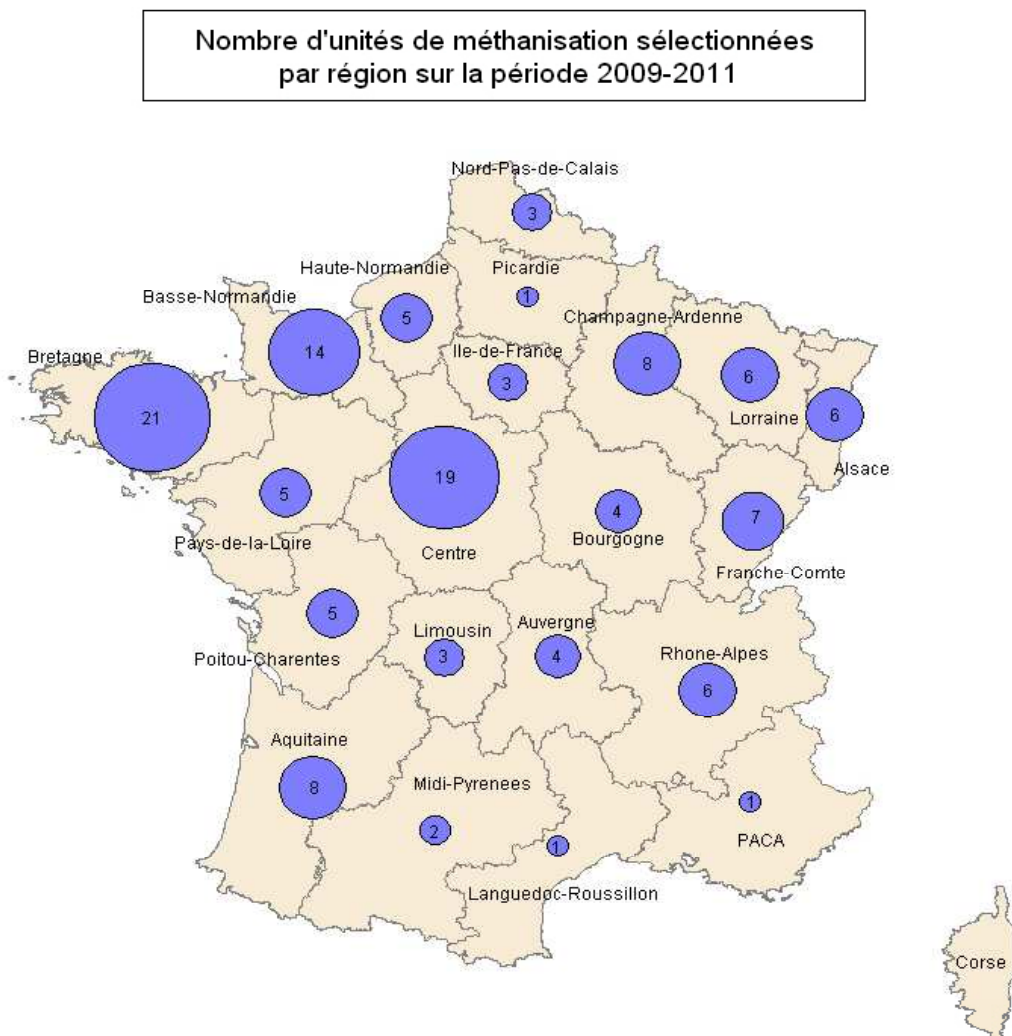 Nombre d'unités de méthanisation sélectionnées
par région sur la période 2009-2011
Nord-Pas-de-Calais
3
Haute-Normandie
Picardie
Basse-Normandie
1
5
Champagne-Ardenne
14
Ile-de-France
Bretagne
8
6
3
21
Lorraine
6
Alsace
19
5
4
7
Pays-de-la-Loire
Centre
Bourgogne
Franche-Comte
5
Limousin
Auvergne
Poitou-Charentes
3
4
Rhone-Alpes
6
Aquitaine
8
Midi-Pyrenees
1
2
PACA
1
Languedoc-Roussillon
Corse